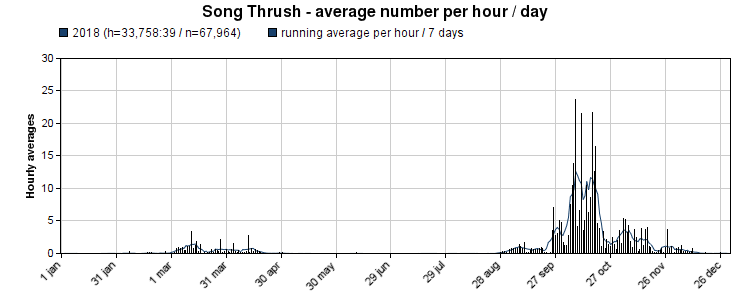 Song Thrush - average number per hour / day
2018 (h=33,758:39 / n=67,964) running average per hour / 7 days
Hourly averages
30
25
20
15
10
5
0
1 jan 31 jan 1 mar 31 mar 30 apr 30 may 29 jun 29 jul 28 aug 27 sep 27 oct 26 nov 26 dec